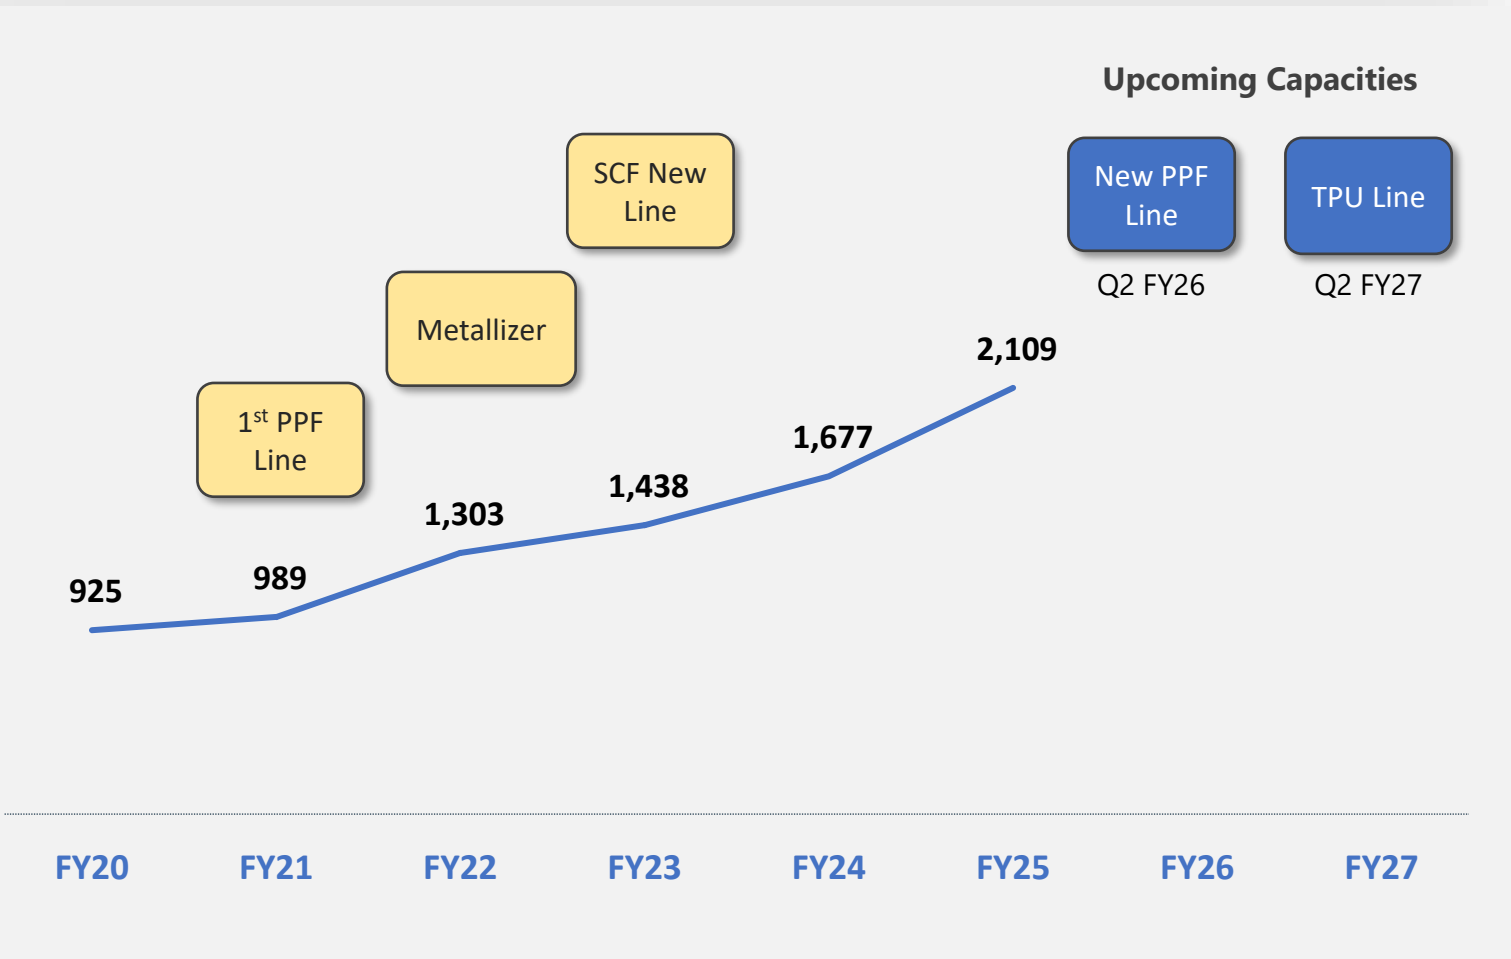 Upcoming Capacities
SCF New
Line
New PPF
Line
TPU Line
Q2 FY26
Q2 FY27
Metallizer
1st PPF
Line
2,109
1,677
1,438
1,303
989
925
FY20
FY21
FY22
FY23
FY24
FY25
FY26
FY27